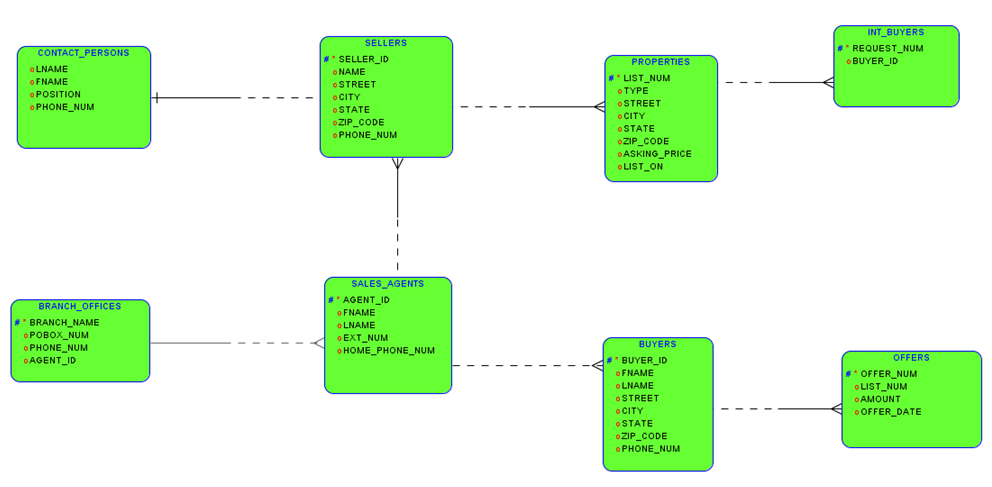 CONTACT_PERSONS
o LNAME
o FNAME
o POSITION
o PHONE_NUM
SELLERS
# * SELLER_ID
o NAME
o STREET
o CITY
o STATE
o ZIP_CODE
o PHONE_NUM
PROPERTIES
# * LIST_NUM
o TYPE
o STREET
o CITY
o STATE
o ZIP_CODE
o ASKING_PRICE
o LIST_ON
INT_BUYERS
# * REQUEST_NUM
o BUYER_ID
BRANCH_OFFICES
# * BRANCH_NAME
o POBOX_NUM
o PHONE_NUM
o AGENT_ID
SALES_AGENTS
# * AGENT_ID
o FNAME
o LNAME
o EXT_NUM
o HOME_PHONE_NUM
BUYERS
# * BUYER_ID
o FNAME
o LNAME
o STREET
o CITY
o STATE
o ZIP_CODE
o PHONE_NUM
OFFERS
# * OFFER_NUM
o LIST_NUM
o AMOUNT
o OFFER_DATE